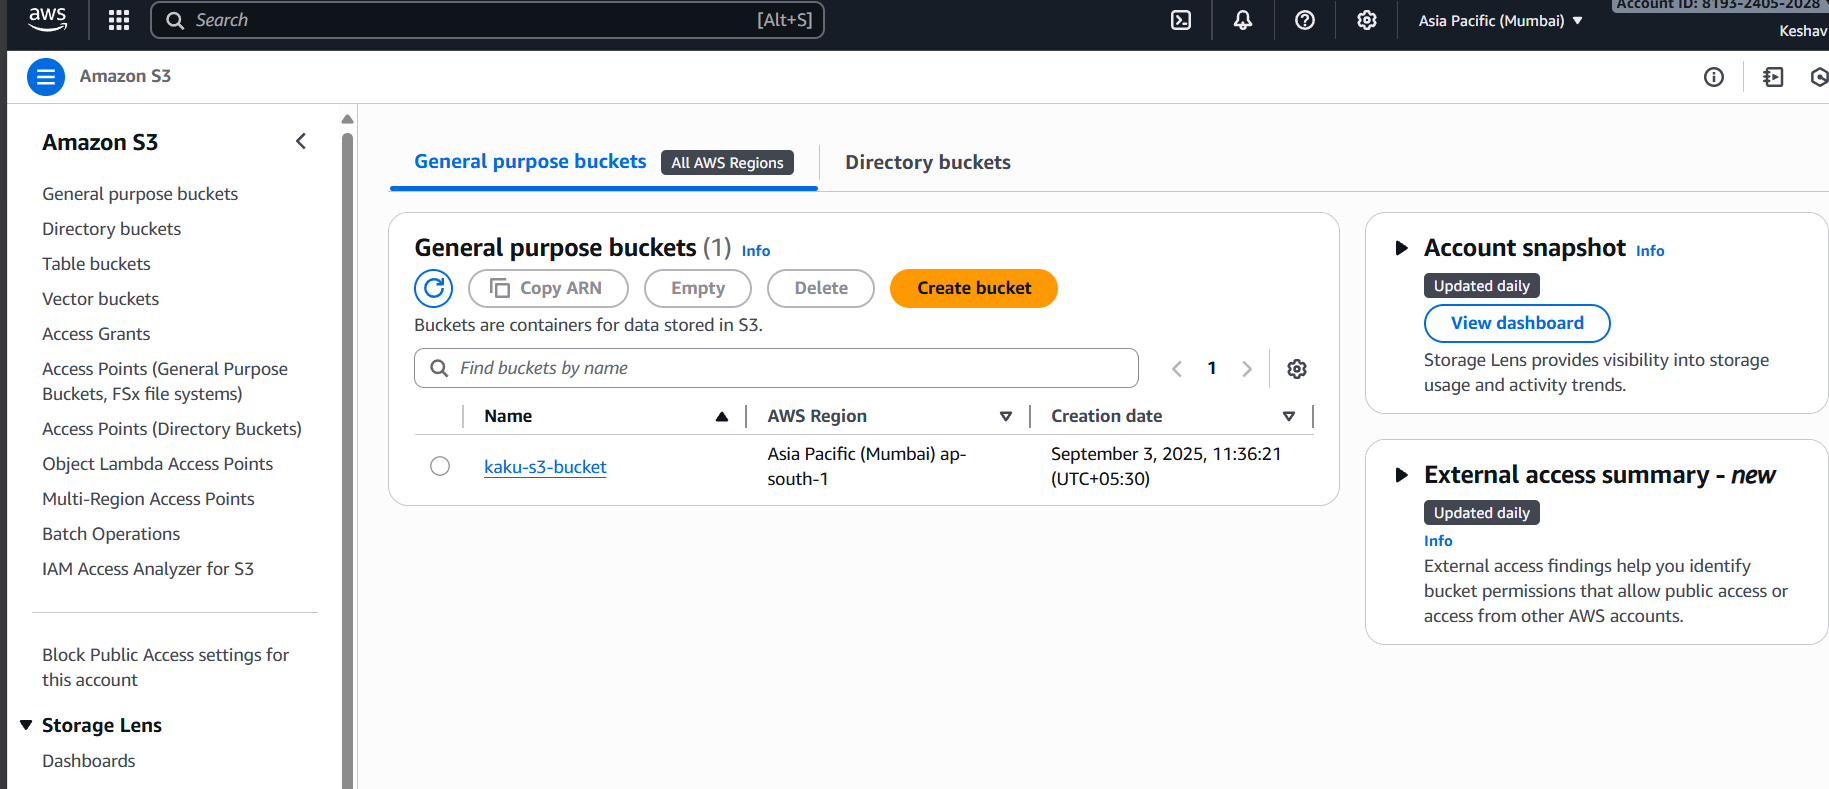 aws
Search [Alt+S]
Asia Pacific (Mumbai)
Account ID: 8193-2405-2028
Keshav
Amazon S3
Amazon S3
General purpose buckets
Directory buckets
Table buckets
Vector buckets
Access Grants
Access Points (General Purpose
Buckets, FSx file systems)
Access Points (Directory Buckets)
Object Lambda Access Points
Multi-Region Access Points
Batch Operations
IAM Access Analyzer for S3
Block Public Access settings for
this account
Storage Lens
Dashboards
General purpose buckets All AWS Regions Directory buckets
General purpose buckets (1) Info
Copy ARN Empty Delete Create bucket
Buckets are containers for data stored in S3.
Find buckets by name
1
Name AWS Region Creation date
kaku-s3-bucket
Asia Pacific (Mumbai) ap-
south-1
September 3, 2025, 11:36:21
(UTC+05:30)
Account snapshot Info
Updated daily
View dashboard
Storage Lens provides visibility into storage
usage and activity trends.
External access summary - new
Updated daily
Info
External access findings help you identify
bucket permissions that allow public access or
access from other AWS accounts.